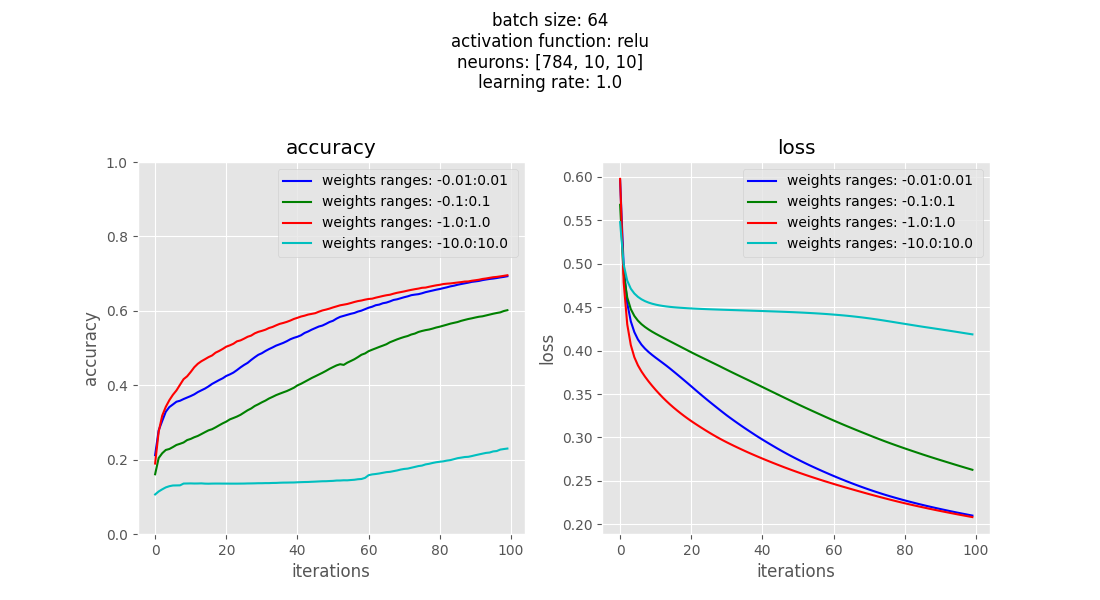 batch size: 64
activation function: relu
neurons: [784, 10, 10]
learning rate: 1.0
accuracy
weights ranges: -0.01:0.01
weights ranges: -0.1:0.1
weights ranges: -1.0:1.0
weights ranges: -10.0:10.0
1.0
0.8
0.6
0.4
0.2
0.0
accuracy
0
20
40
60
80
100
iterations
loss
weights ranges: -0.01:0.01
weights ranges: -0.1:0.1
weights ranges: -1.0:1.0
weights ranges: -10.0:10.0
0.60
0.55
0.50
0.45
0.40
0.35
0.30
0.25
0.20
loss
0
20
40
60
80
100
iterations